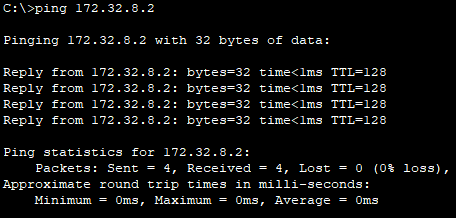 C:\>ping 172.32.8.2
Pinging 172.32.8.2 with 32 bytes of data:
Reply from 172.32.8.2: bytes=32 time<1ms TTL=128
Reply from 172.32.8.2: bytes=32 time<1ms TTL=128
Reply from 172.32.8.2: bytes=32 time<1ms TTL=128
Reply from 172.32.8.2: bytes=32 time<1ms TTL=128
Ping statistics for 172.32.8.2:
    Packets: Sent = 4, Received = 4, Lost = 0 (0% loss),
Approximate round trip times in milli-seconds:
    Minimum = 0ms, Maximum = 0ms, Average = 0ms